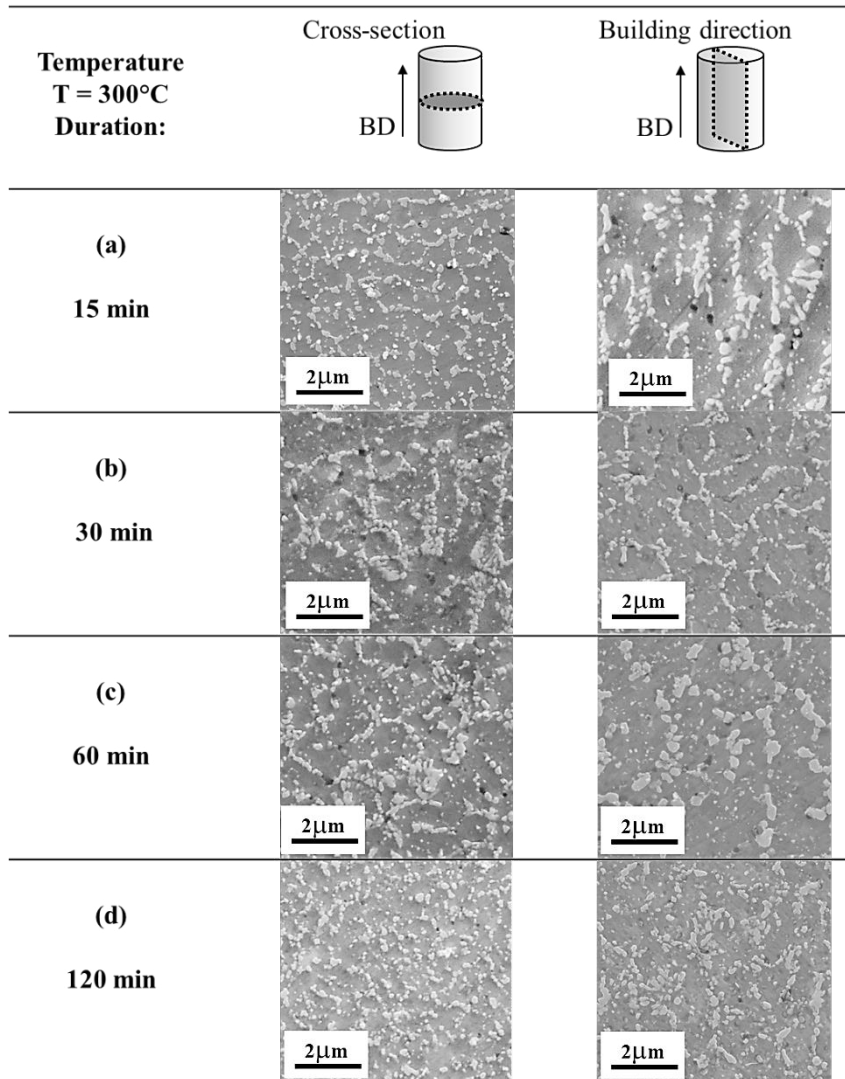 Temperature
T = 300°C
Duration:
Cross-section
BD
Building direction
BD
(a)
15 min
2μm
2μm
(b)
30 min
2μm
2μm
(c)
60 min
2μm
2μm
(d)
120 min
2μm
2μm